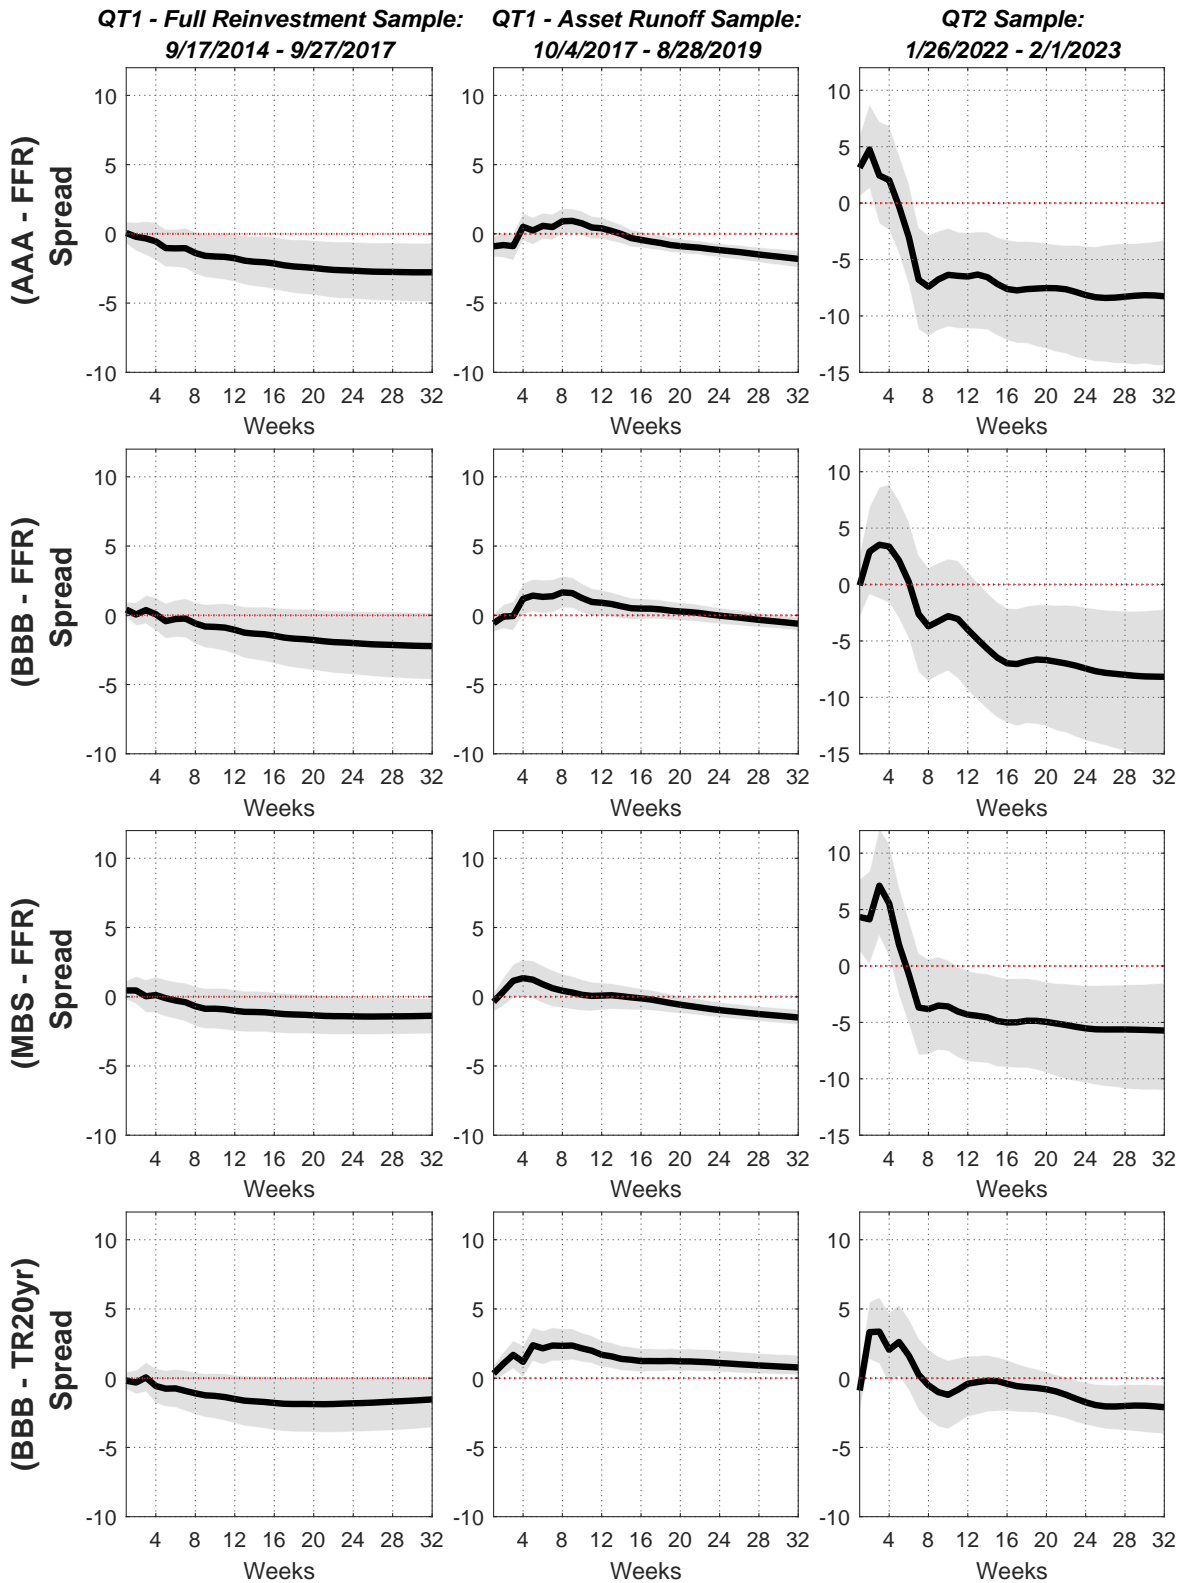 QT1 - Full Reinvestment Sample:
9/17/2014 - 9/27/2017
QT1 - Asset Runoff Sample:
10/4/2017 - 8/28/2019
QT2 Sample:
1/26/2022 - 2/1/2023
(AAA - FFR)
Spread
10
5
0
-5
-10
4 8 12 16 20 24 28 32
Weeks
10
5
0
-5
-10
4 8 12 16 20 24 28 32
Weeks
10
5
0
-5
-10
-15
4 8 12 16 20 24 28 32
Weeks
(BBB - FFR)
Spread
10
5
0
-5
-10
4 8 12 16 20 24 28 32
Weeks
10
5
0
-5
-10
4 8 12 16 20 24 28 32
Weeks
10
5
0
-5
-10
-15
4 8 12 16 20 24 28 32
Weeks
(MBS - FFR)
Spread
10
5
0
-5
-10
4 8 12 16 20 24 28 32
Weeks
10
5
0
-5
-10
4 8 12 16 20 24 28 32
Weeks
10
5
0
-5
-10
-15
4 8 12 16 20 24 28 32
Weeks
(BBB - TR20yr)
Spread
10
5
0
-5
-10
4 8 12 16 20 24 28 32
Weeks
10
5
0
-5
-10
4 8 12 16 20 24 28 32
Weeks
10
5
0
-5
-10
4 8 12 16 20 24 28 32
Weeks